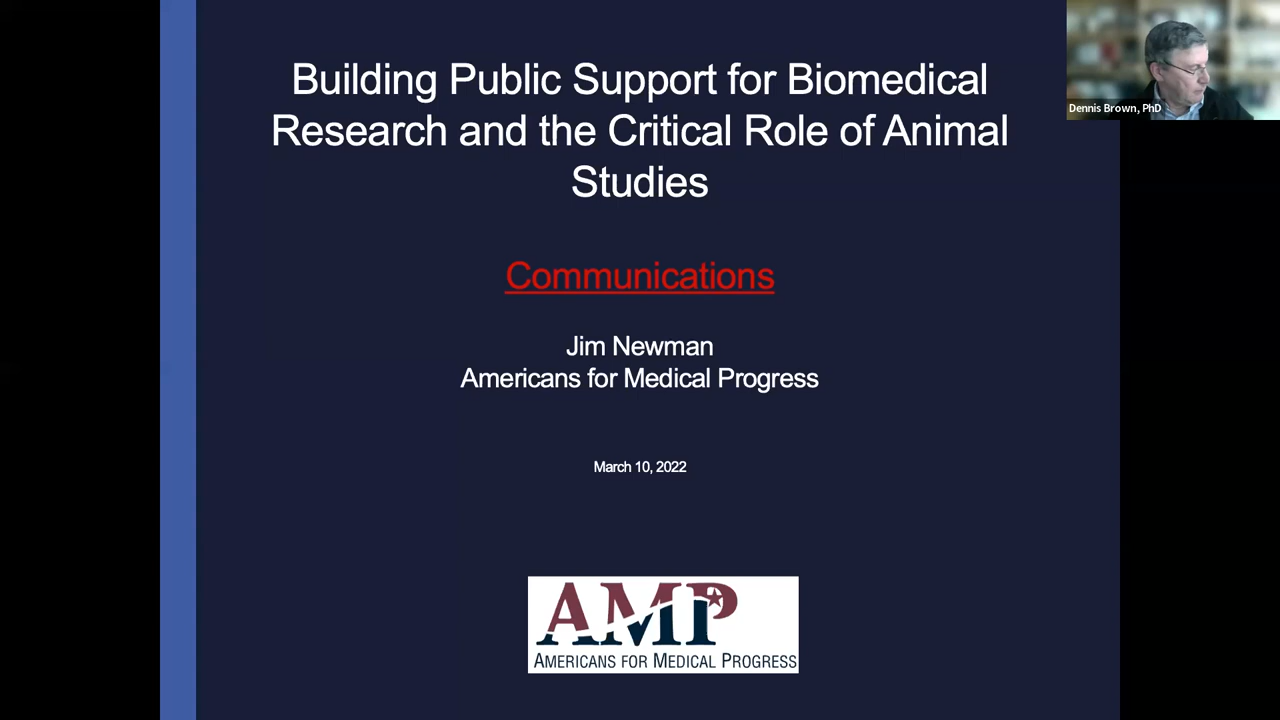 Building Public Support for Biomedical
Research and the Critical Role of Animal
Studies
Communications
Jim Newman
Americans for Medical Progress
March 10, 2022
AMP
AMERICANS FOR MEDICAL PROGRESS
Dennis Brown, PhD